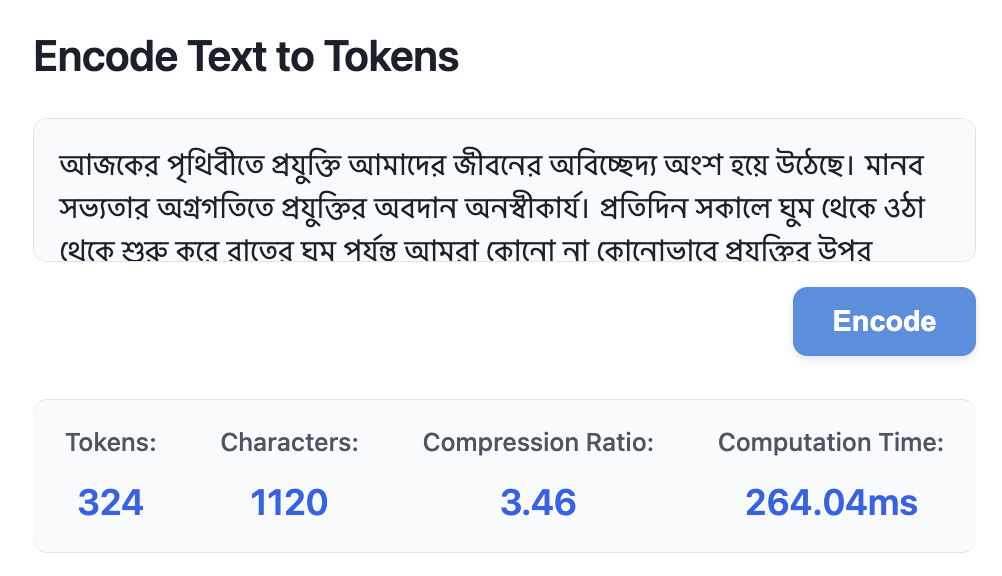 Encode Text to Tokens
আজকের পৃথিবীতে প্রযুক্তি আমাদের জীবনের অবিচ্ছেদ্য অংশ হয়ে উঠেছে। মানব
সভ্যতার অগ্রগতিতে প্রযুক্তির অবদান অনস্বীকার্য। প্রতিদিন সকালে ঘুম থেকে ওঠা
থেকে শুরু করে রাতের ঘুম পর্যন্ত আমরা কোনো না কোনোভাবে প্রযুক্তির উপর
Encode
Tokens: Characters: Compression Ratio: Computation Time:
324 1120 3.46 264.04ms